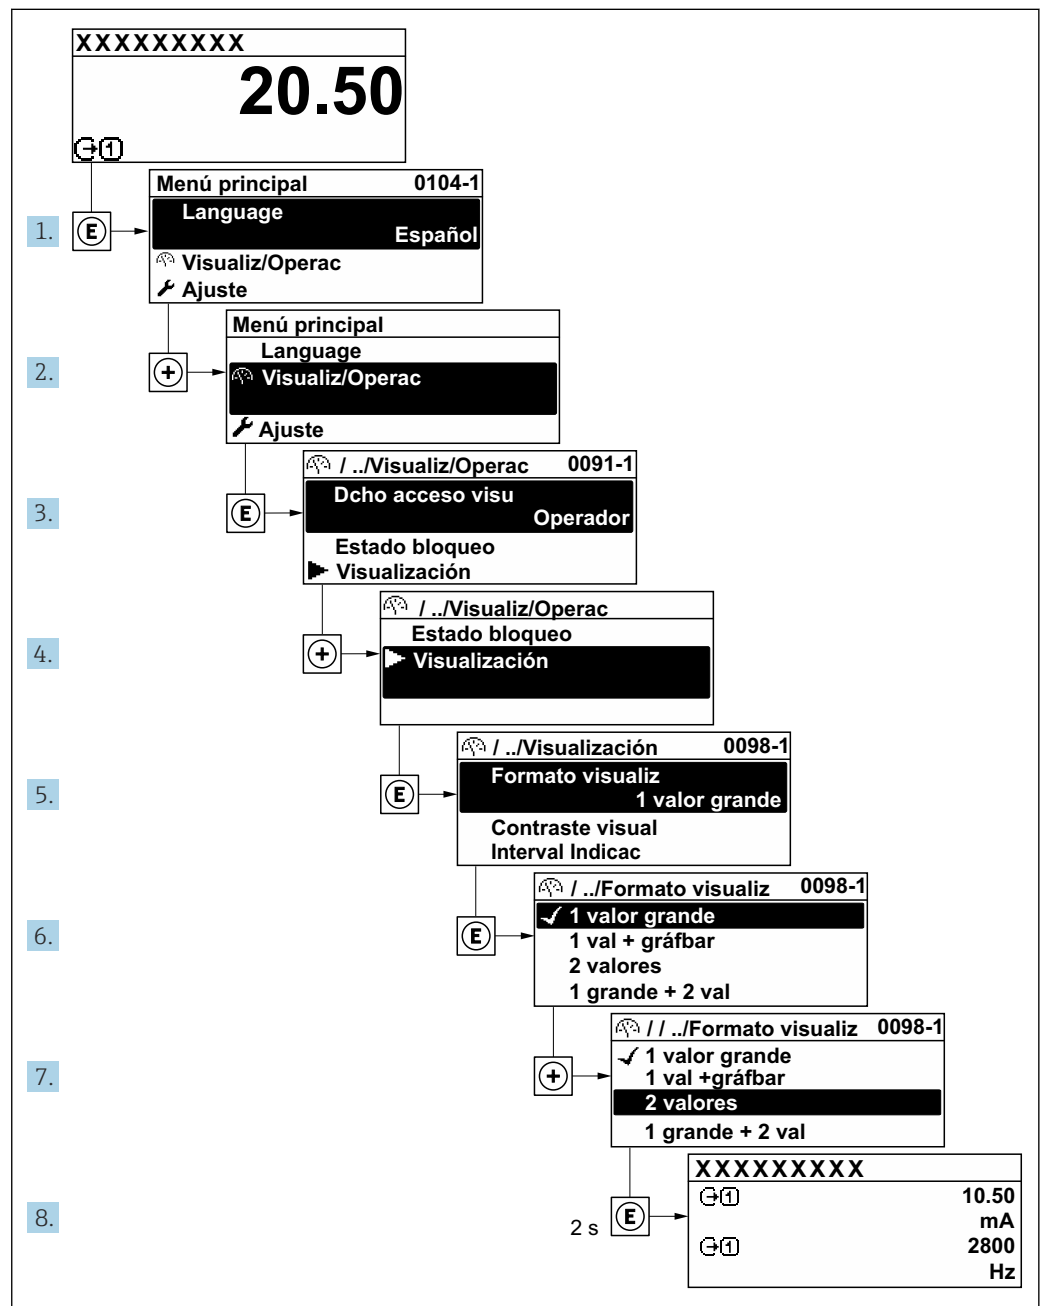 XXXXXXXXX
20.50
1
Menú principal 0104-1
Language
Español
1. E
Visualiz/Operac
Ajuste
Menú principal
Language
2. + Visualiz/Operac
Ajuste
/ ../Visualiz/Operac 0091-1
Dcho acceso visu
3. E Operador
Estado bloqueo
Visualización
/ ../Visualiz/Operac
Estado bloqueo
4. + Visualización
/ ../Visualización 0098-1
Formato visualiz
5. E 1 valor grande
Contraste visual
Interval Indicac
/ ../Formato visualiz 0098-1
1 valor grande
6. E 1 val + gráfbar
2 valores
1 grande + 2 val
/ / ../Formato visualiz 0098-1
1 valor grande
7. + 1 val +gráfbar
2 valores
1 grande + 2 val
XXXXXXXXX
1 10.50
8. 2 s E mA
1 2800
Hz